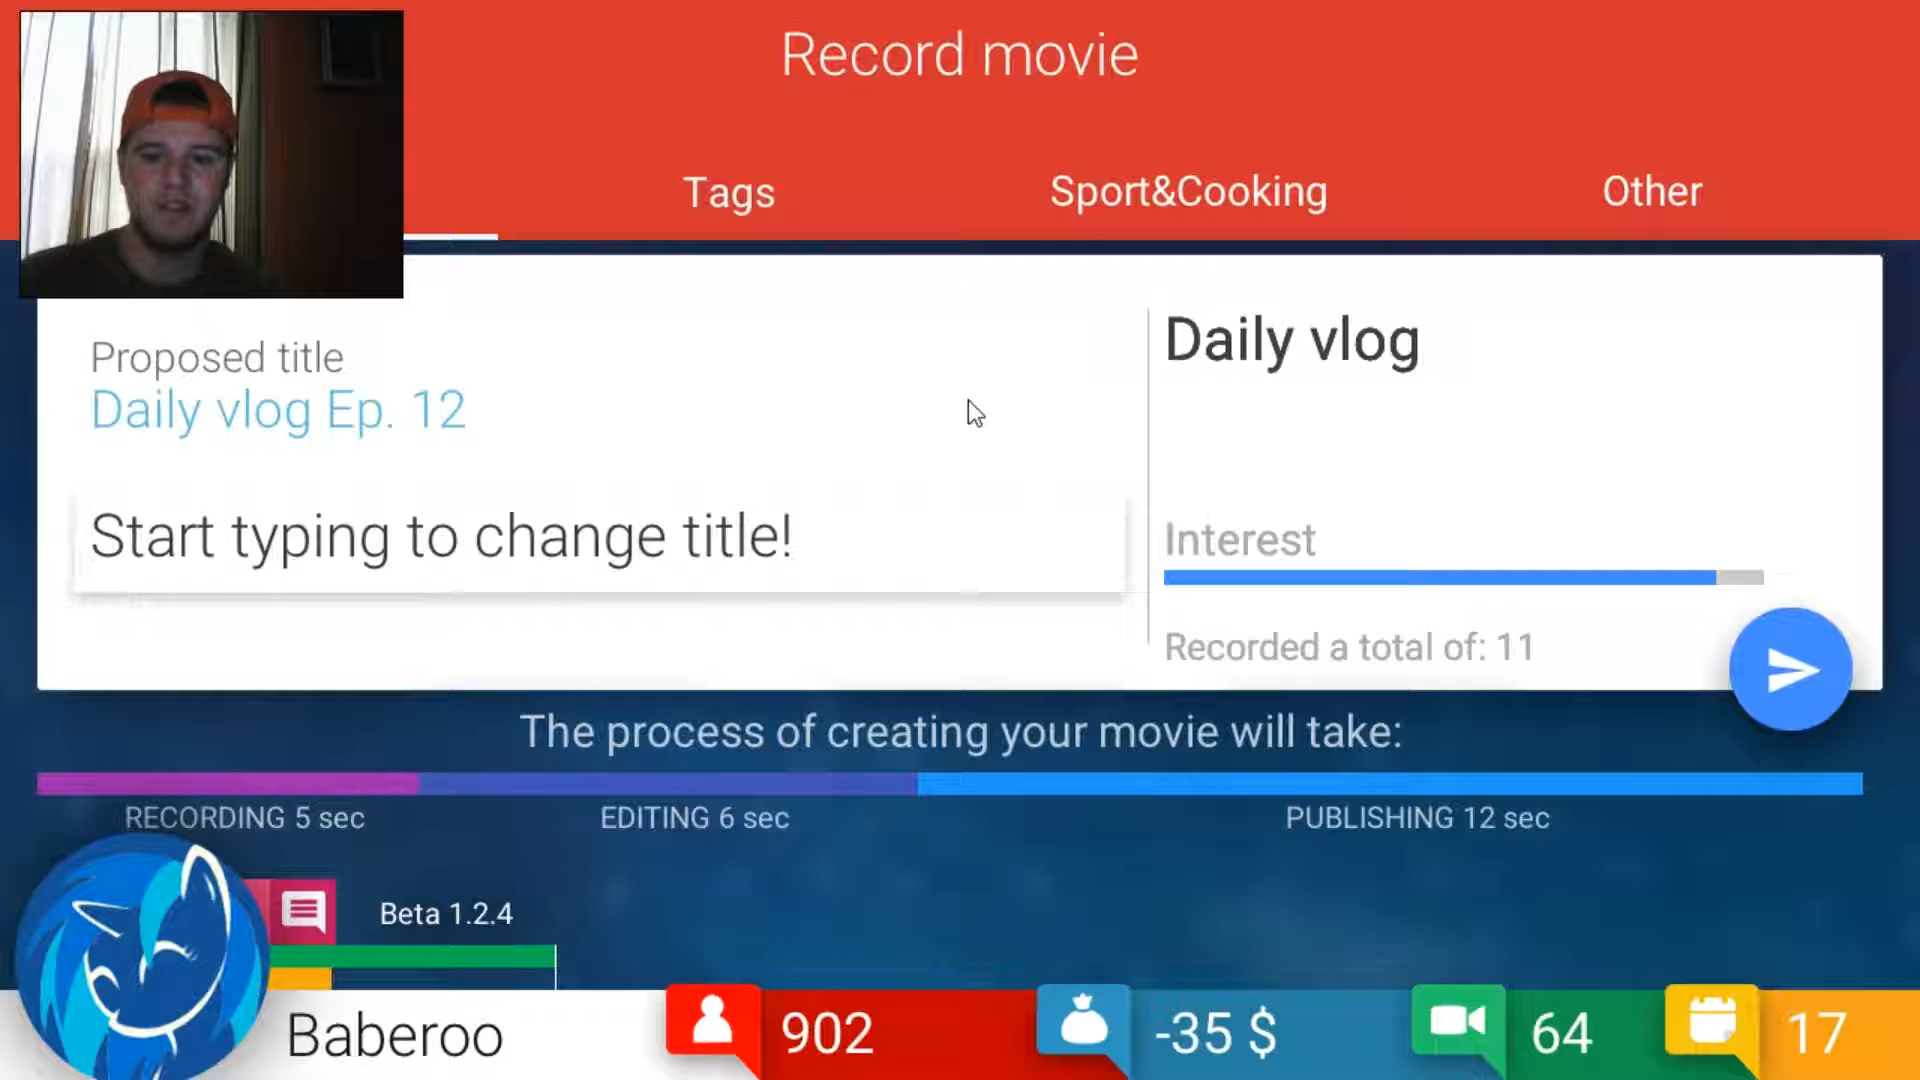 Record movie
Tags
Sport&Cooking
Other
Proposed title
Daily vlog Ep. 12
Start typing to change title!
Daily vlog
Interest
Recorded a total of: 11
The process of creating your movie will take:
RECORDING 5 sec
EDITING 6 sec
PUBLISHING 12 sec
Beta 1.2.4
Baberoo
902
-35 $
64
17